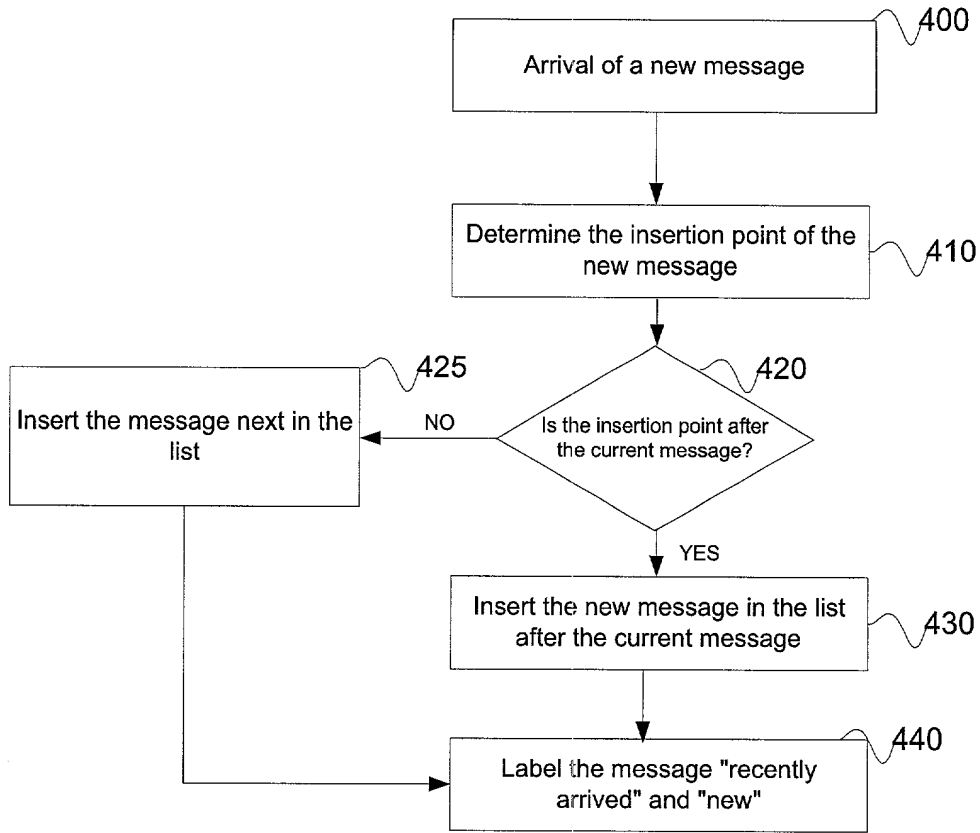 400
Arrival of a new message
Determine the insertion point of the
new message
410
420
Is the insertion point after
the current message?
NO
425
Insert the message next in the
list
YES
Insert the new message in the list
after the current message
430
440
Label the message "recently
arrived" and "new"